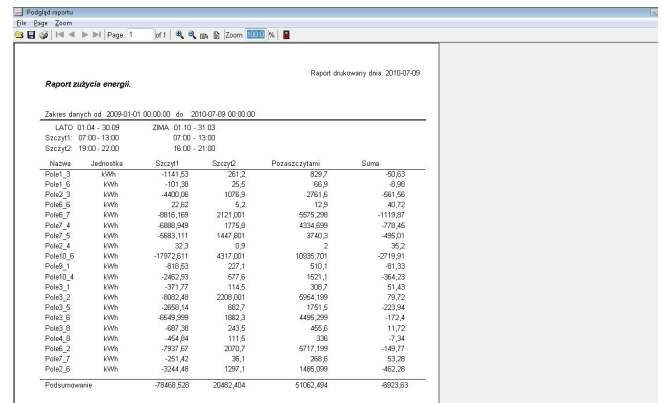 Podgląd raportu
File Page Zoom
Page 1 of 1 Zoom 100.0 %
Raport drukowany dnia: 2010-07-09
Raport zużycia energii.
Zakres danych od 2009-01-01 00:00:00 do 2010-07-09 00:00:00
LATO 01.04 - 30.09 ZIMA 01.10 - 31.03
Szczyt1: 07:00 - 13:00 07:00 - 13:00
Szczyt2: 19:00 - 22:00 16:00 - 21:00
Nazwa Jednostka Szczyt1 Szczyt2 Pozaszczytami Suma
Pole1_3 kWh -1141,53 261,2 829,7 -50,63
Pole1_6 kWh -101,38 25,5 66,9 -8,98
Pole2_3 kWh -4400,06 1076,9 2761,6 -561,56
Pole6_6 kWh 22,62 5,2 12,9 40,72
Pole6_7 kWh -8816,169 2121,001 5575,298 -1119,87
Pole7_4 kWh -6888,949 1775,8 4334,699 -778,45
Pole7_5 kWh -5683,111 1447,801 3740,3 -495,01
Pole2_4 kWh 32,3 0,9 2 35,2
Pole10_6 kWh -17972,611 4317,001 10935,701 -2719,91
Pole9_1 kWh -818,53 227,1 510,1 -81,33
Pole10_4 kWh -2462,93 577,6 1521,1 -364,23
Pole3_1 kWh -371,77 114,5 308,7 51,43
Pole3_2 kWh -8082,48 2208,001 5954,199 79,72
Pole3_5 kWh -2658,14 682,7 1751,5 -223,94
Pole3_6 kWh -6549,999 1882,3 4495,299 -172,4
Pole3_8 kWh -687,38 243,5 455,6 11,72
Pole4_8 kWh -454,84 111,5 336 -7,34
Pole6_2 kWh -7937,67 2070,7 5717,199 -149,77
Pole7_7 kWh -251,42 36,1 268,6 53,28
Pole2_6 kWh -3244,48 1297,1 1485,099 -462,28
Podsumowanie -78468,528 20482,404 51062,494 -6923,63